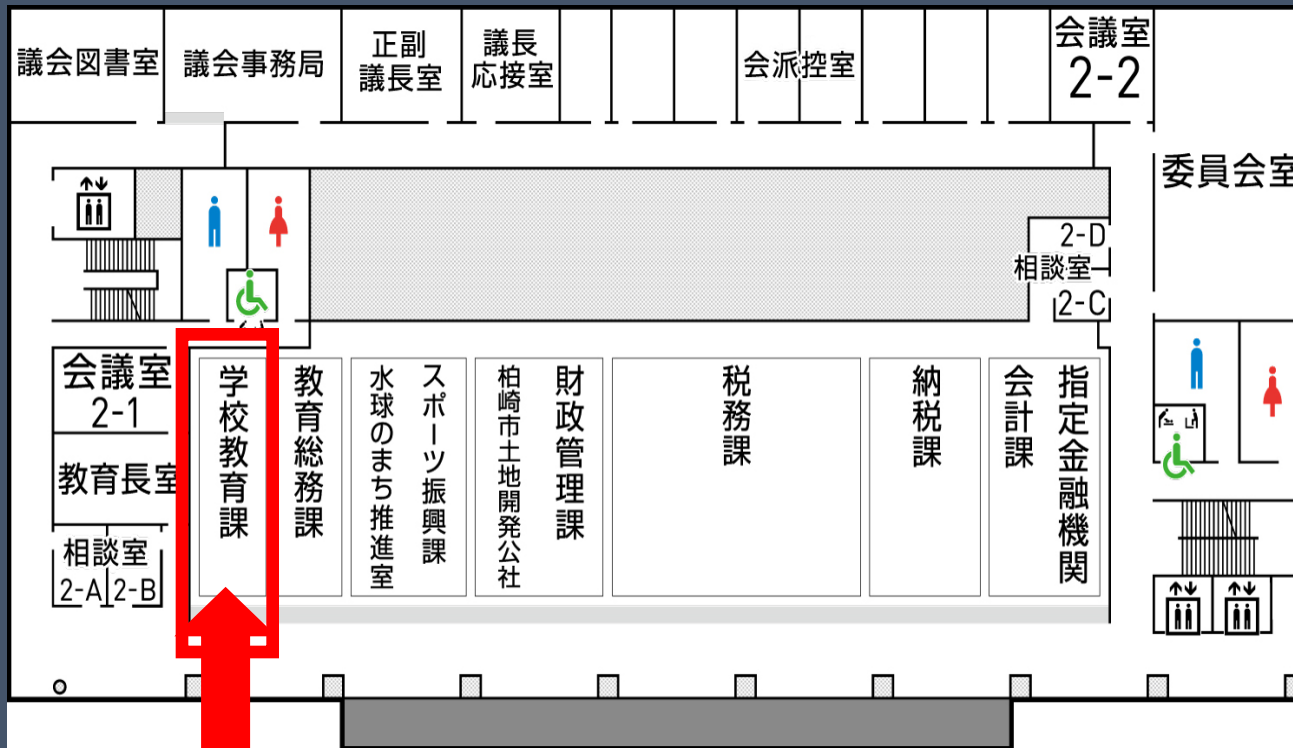 議会図書室
議会事務局
正副
議長室
議長
応接室
会派控室
会議室
2-2
委員会室
2-D
相談室
2-C
会議室
2-1
教育長室
相談室
2-A 2-B
学校教育課
教育総務課
水球のまち推進室
スポーツ振興課
柏崎市土地開発公社
財政管理課
税務課
納税課
会計課
指定金融機関